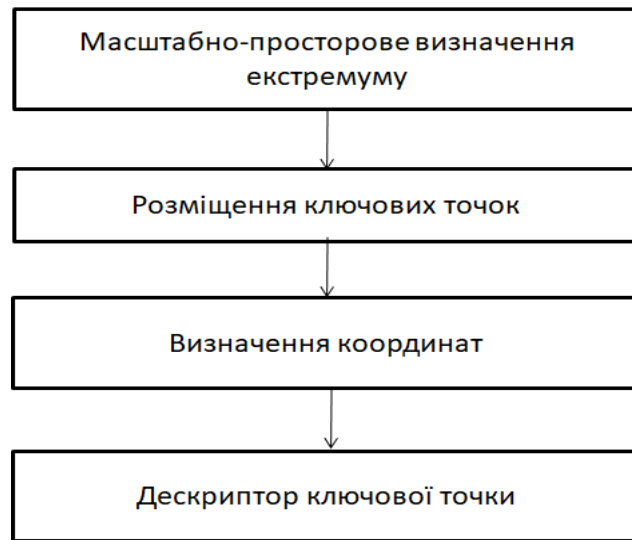 Масштабно-просторове визначення
екстремуму
Розміщення ключових точок
Визначення координат
Дескриптор ключової точки